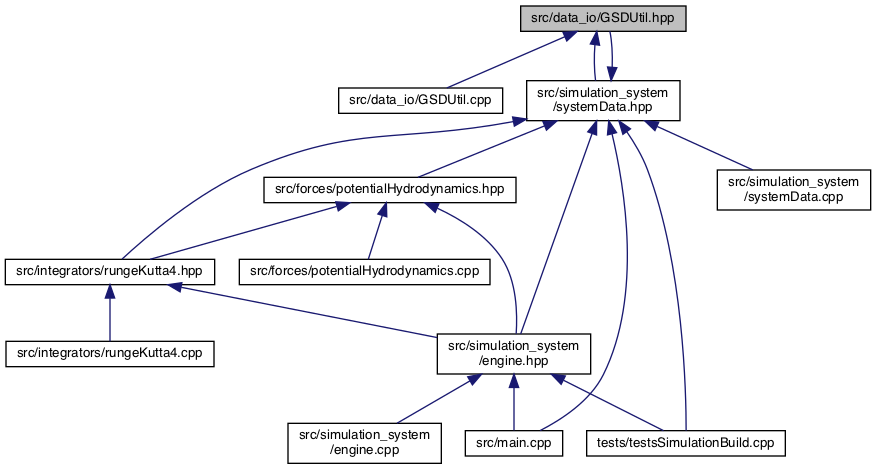 src/data_io/GSDUtil.hpp
src/data_io/GSDUtil.cpp
src/simulation_system
/systemData.hpp
src/forces/potentialHydrodynamics.hpp
src/simulation_system
/systemData.cpp
src/integrators/rungeKutta4.hpp
src/forces/potentialHydrodynamics.cpp
src/integrators/rungeKutta4.cpp
src/simulation_system
/engine.hpp
src/simulation_system
/engine.cpp
src/main.cpp
tests/testsSimulationBuild.cpp